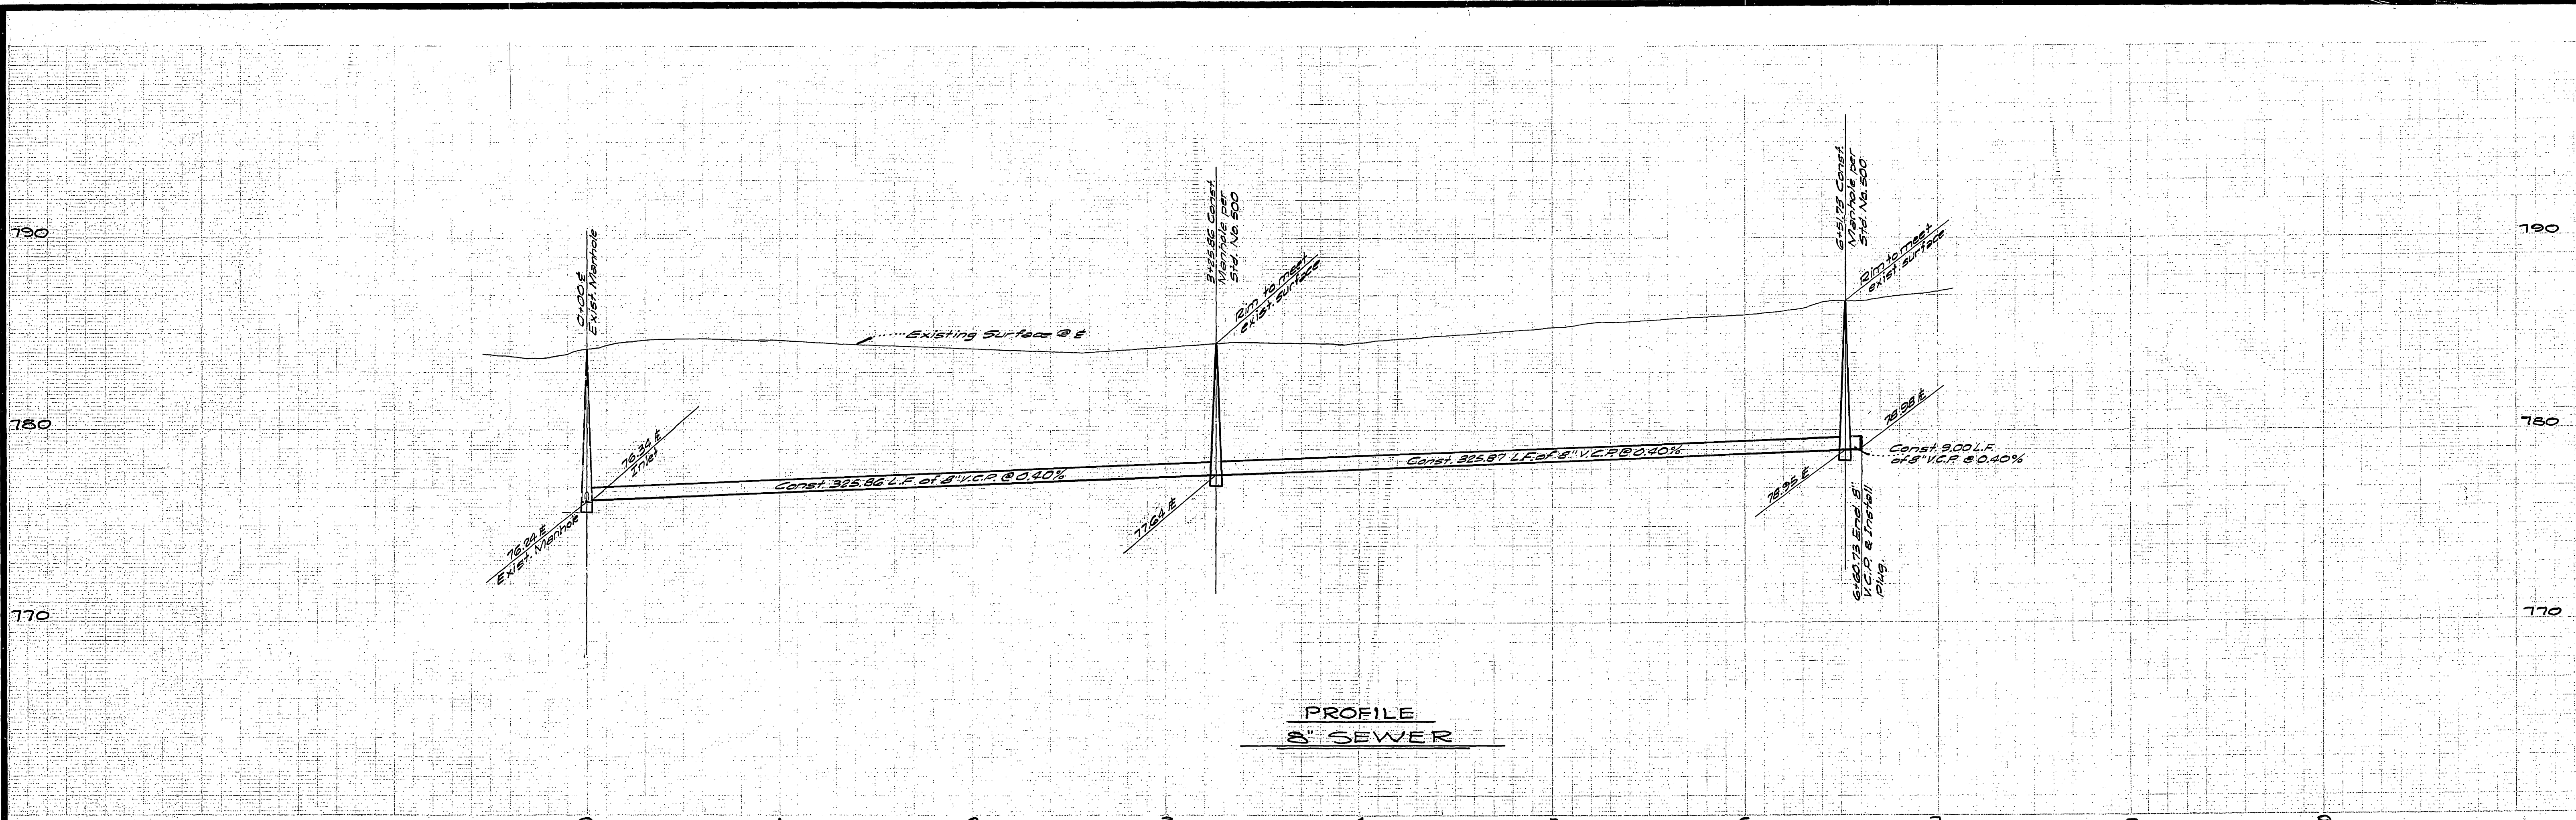 790
790
780
780
770
770
0+00 ℄
Exist. Manhole
3+25.86 Const.
Manhole per
Std. No. 500
Rim to meet
exist. surface
6+51.73 Const.
Manhole per
Std. No. 500
Rim to meet
exist. surface
Existing Surface @ ℄
76.34 ℄
Inlet
76.24 ℄
Exist. Manhole
Const. 325.86 L.F. of 8" V.C.P. @ 0.40%
77.64 ℄
Const. 325.87 L.F. of 8" V.C.P. @ 0.40%
78.98 ℄
78.95 ℄
Const. 9.00 L.F.
of 8" V.C.P. @ 0.40%
6+60.73 End 8"
V.C.P. & Install
Plug.
PROFILE
8" SEWER